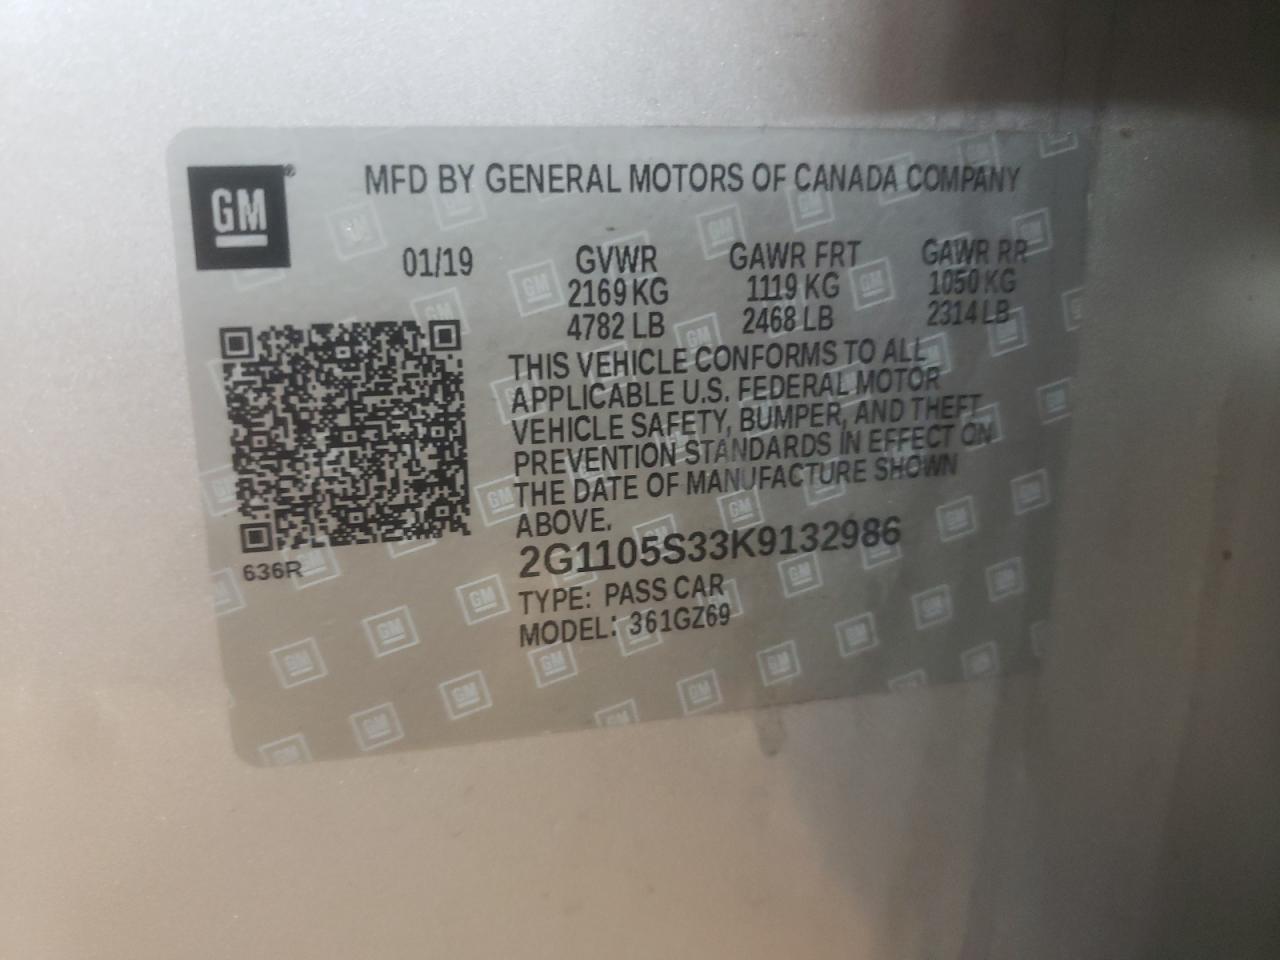 GM®
MFD BY GENERAL MOTORS OF CANADA COMPANY
01/19 GVWR GAWR FRT GAWR RR
2169 KG 1119 KG 1050 KG
4782 LB 2468 LB 2314 LB
THIS VEHICLE CONFORMS TO ALL
APPLICABLE U.S. FEDERAL MOTOR
VEHICLE SAFETY, BUMPER, AND THEFT
PREVENTION STANDARDS IN EFFECT ON
THE DATE OF MANUFACTURE SHOWN
ABOVE.
2G1105S33K9132986
636R
TYPE: PASS CAR
MODEL: 361GZ69